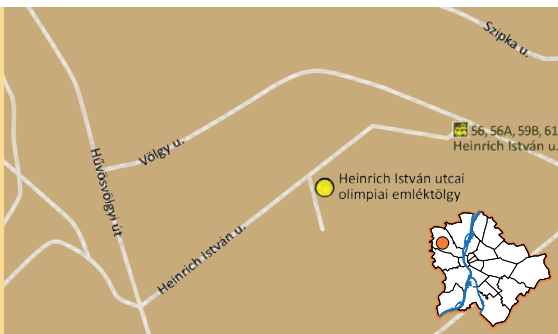 Szipka u.
56, 56A, 59B, 61
Heinrich István u.
Völgy u.
Hűvösvölgyi út
Heinrich István utcai
olimpiai emléktölgy
Heinrich István u.